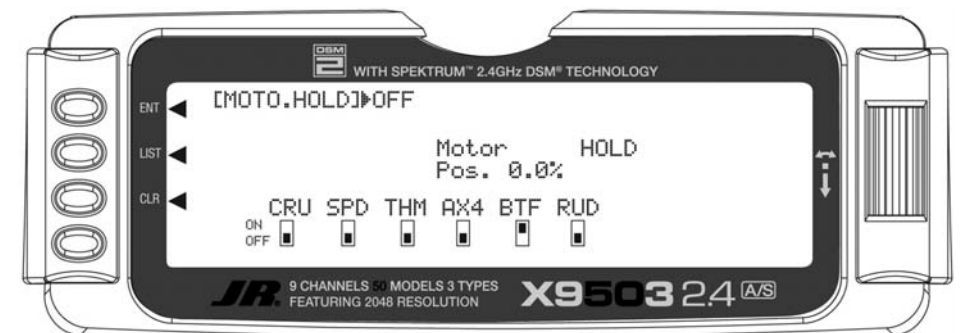 DSM
2
WITH SPEKTRUM™ 2.4GHz DSM® TECHNOLOGY
ENT
LIST
CLR
[MOTO.HOLD]▶OFF
Motor HOLD
Pos. 0.0%
CRU SPD THM AX4 BTF RUD
ON
OFF
JR.
9 CHANNELS 50 MODELS 3 TYPES
FEATURING 2048 RESOLUTION
X9503 2.4 A/S